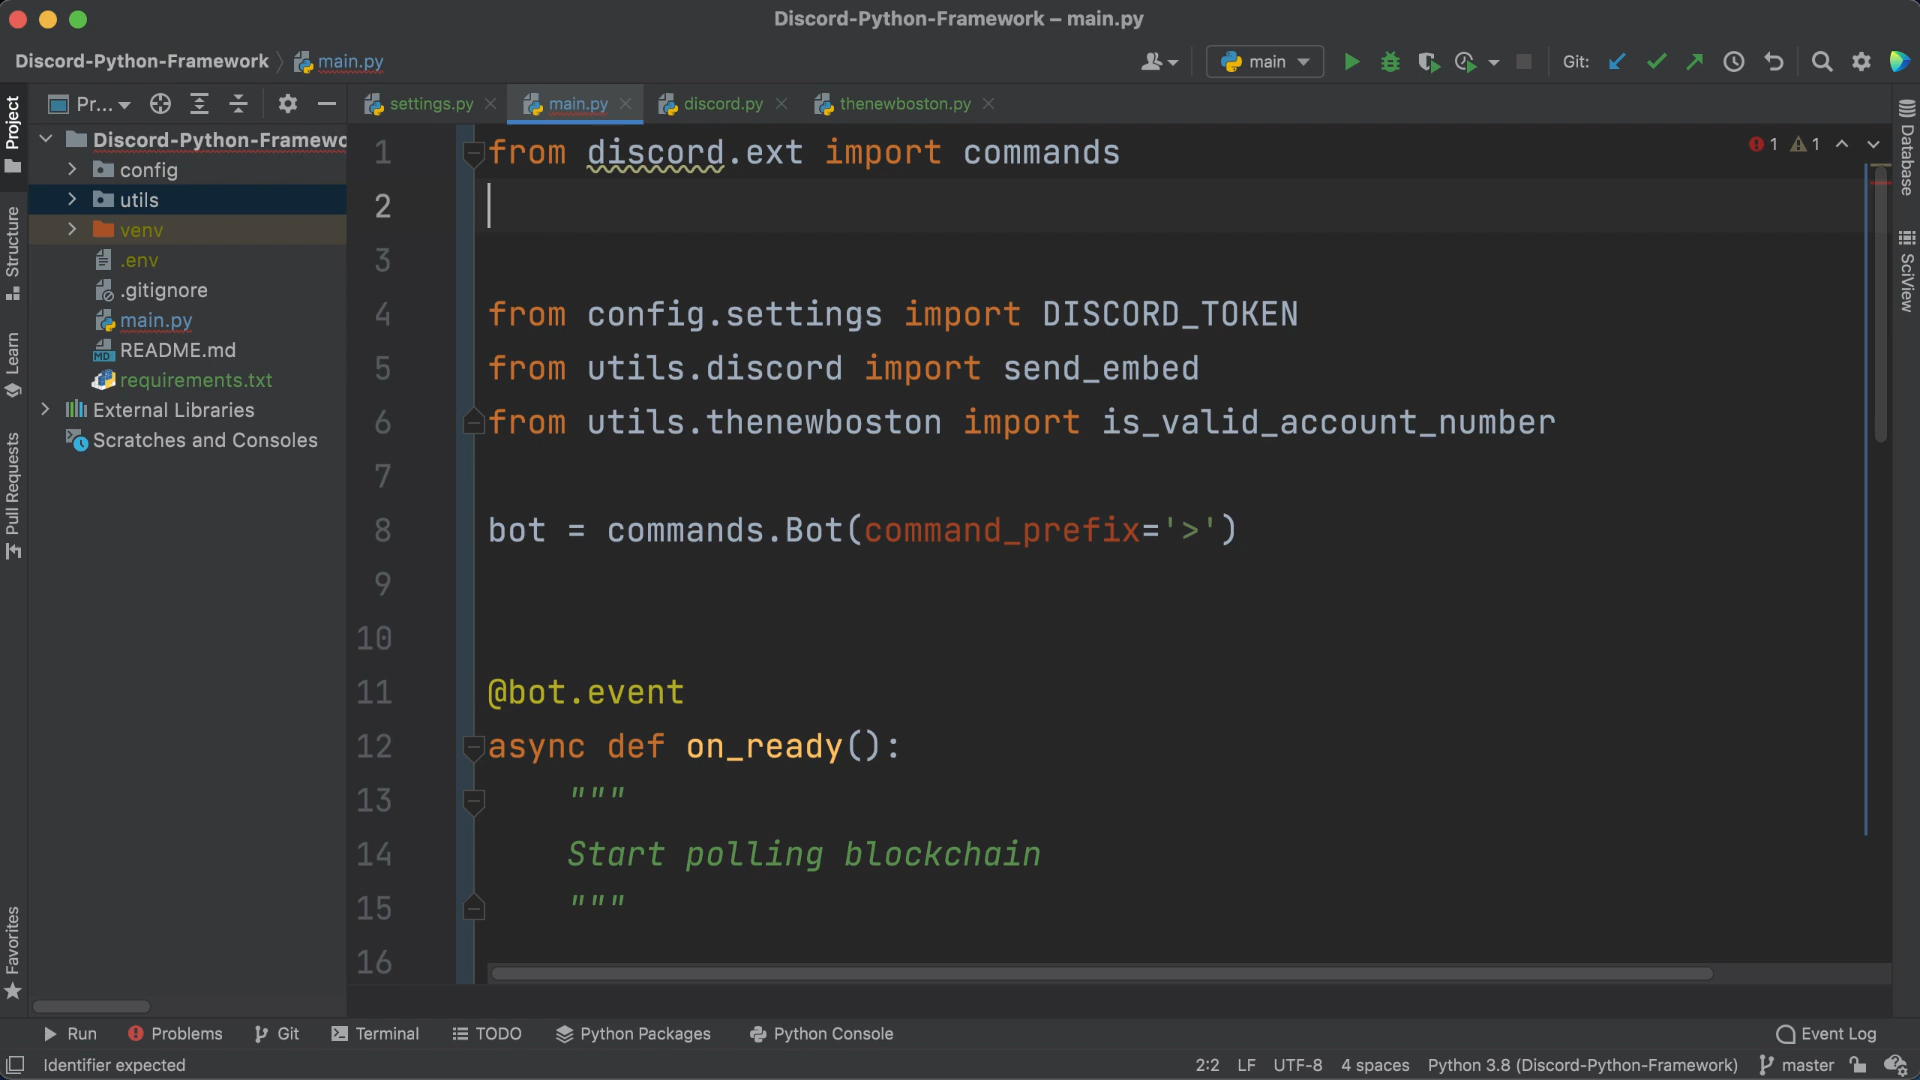 Discord-Python-Framework – main.py
Discord-Python-Framework
main.py
main
Git:
Project
Structure
Learn
Pull Requests
Favorites
Pr...
settings.py
main.py
discord.py
thenewboston.py
Discord-Python-Framewo
config
utils
venv
.env
.gitignore
main.py
README.md
requirements.txt
External Libraries
Scratches and Consoles
1 from discord.ext import commands
1 1
2
3
4 from config.settings import DISCORD_TOKEN
5 from utils.discord import send_embed
6 from utils.thenewboston import is_valid_account_number
7
8 bot = commands.Bot(command_prefix='>')
9
10
11 @bot.event
12 async def on_ready():
13 """
14 Start polling blockchain
15 """
16
Database
SciView
Run Problems Git Terminal TODO Python Packages Python Console Event Log
Identifier expected 2:2 LF UTF-8 4 spaces Python 3.8 (Discord-Python-Framework) master